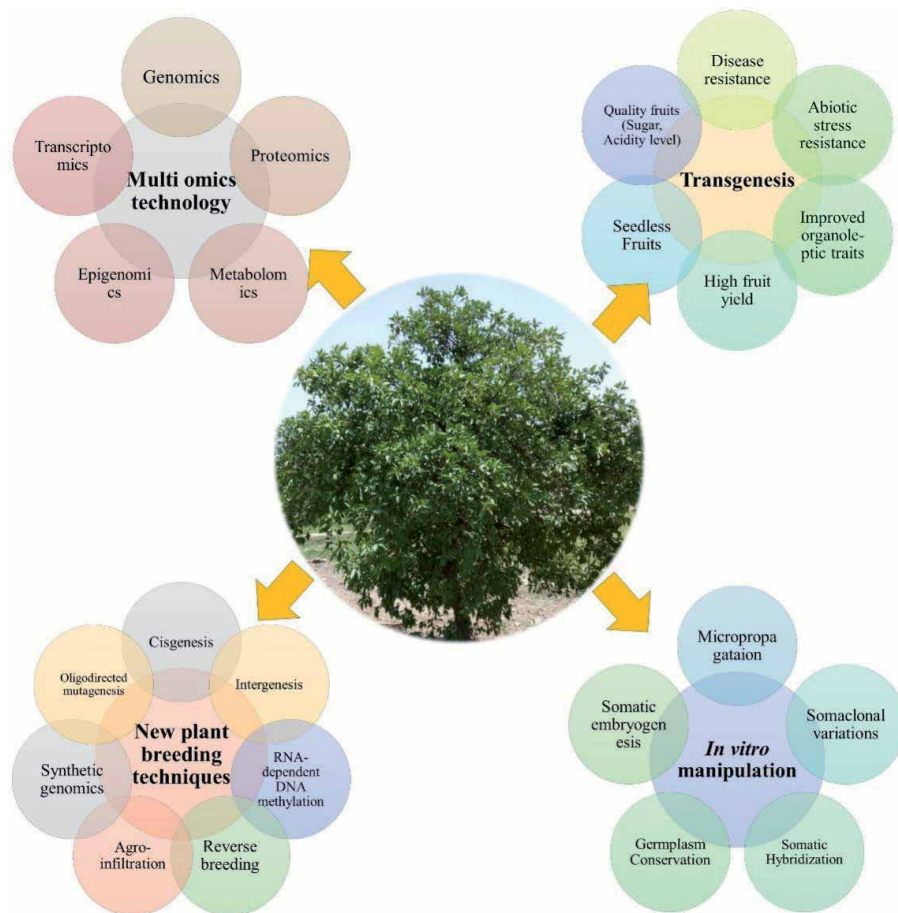 Genomics
Transcripto
mics
Proteomics
Multi omics
technology
Epigenomi
cs
Metabolom
ics
Disease
resistance
Quality fruits
(Sugar,
Acidity level)
Abiotic
stress
resistance
Transgenesis
Seedless
Fruits
Improved
organole-
ptic traits
High fruit
yield
Cisgenesis
Oligodirected
mutagenesis
Intergenesis
New plant
breeding
techniques
Synthetic
genomics
RNA-
dependent
DNA
methylation
Agro-
infiltration
Reverse
breeding
Micropropa
gataion
Somatic
embryogen
esis
Somaclonal
variations
In vitro
manipulation
Germplasm
Conservation
Somatic
Hybridization